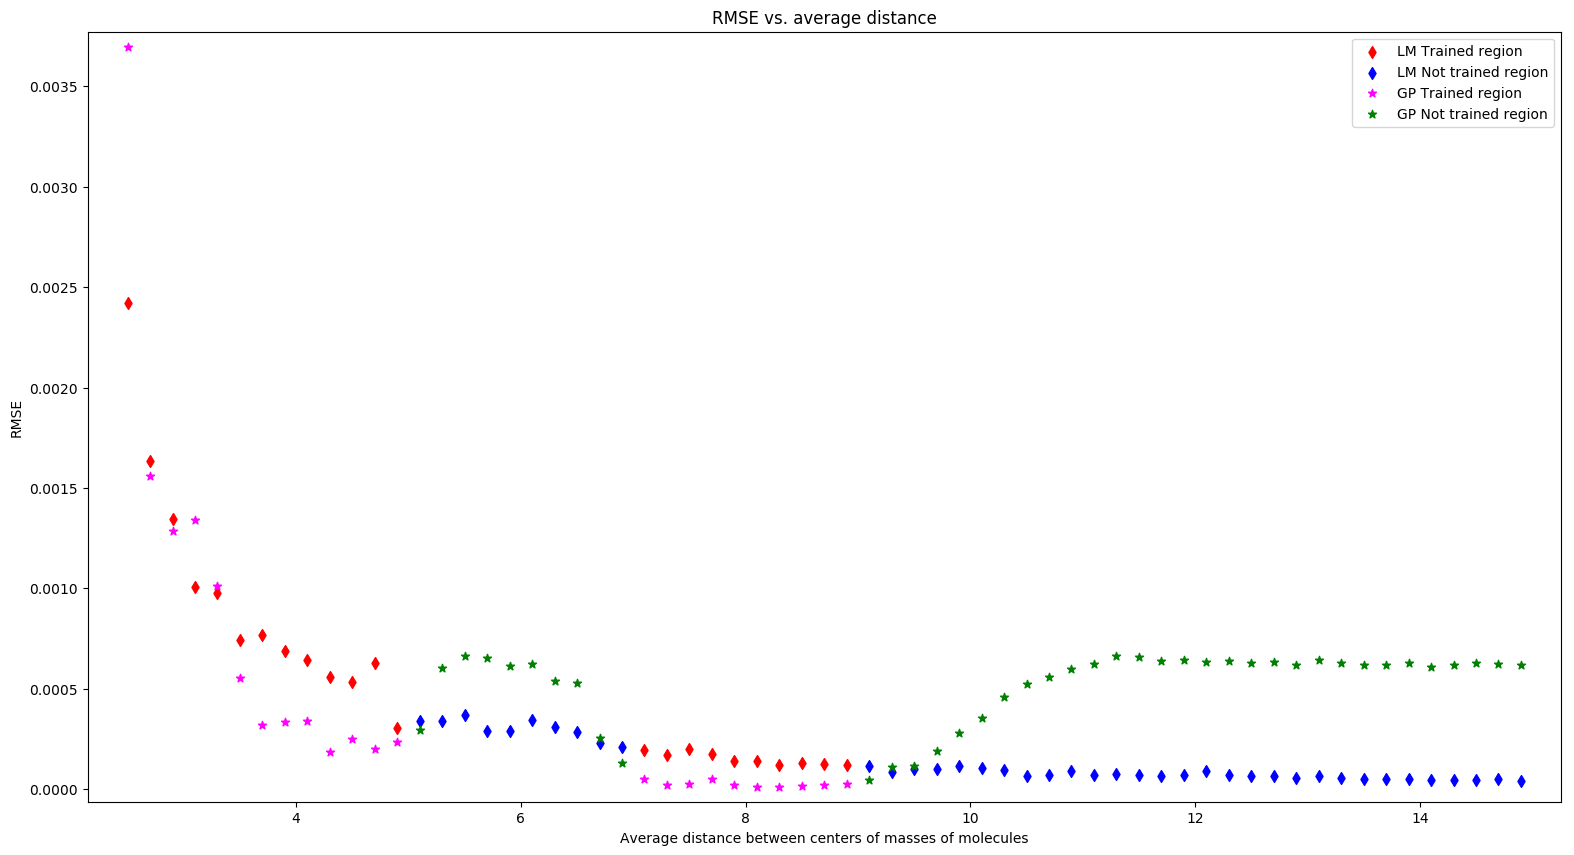 RMSE vs. average distance
LM Trained region
LM Not trained region
GP Trained region
GP Not trained region
0.0035
0.0030
0.0025
0.0020
0.0015
0.0010
0.0005
0.0000
RMSE
4
6
8
10
12
14
Average distance between centers of masses of molecules